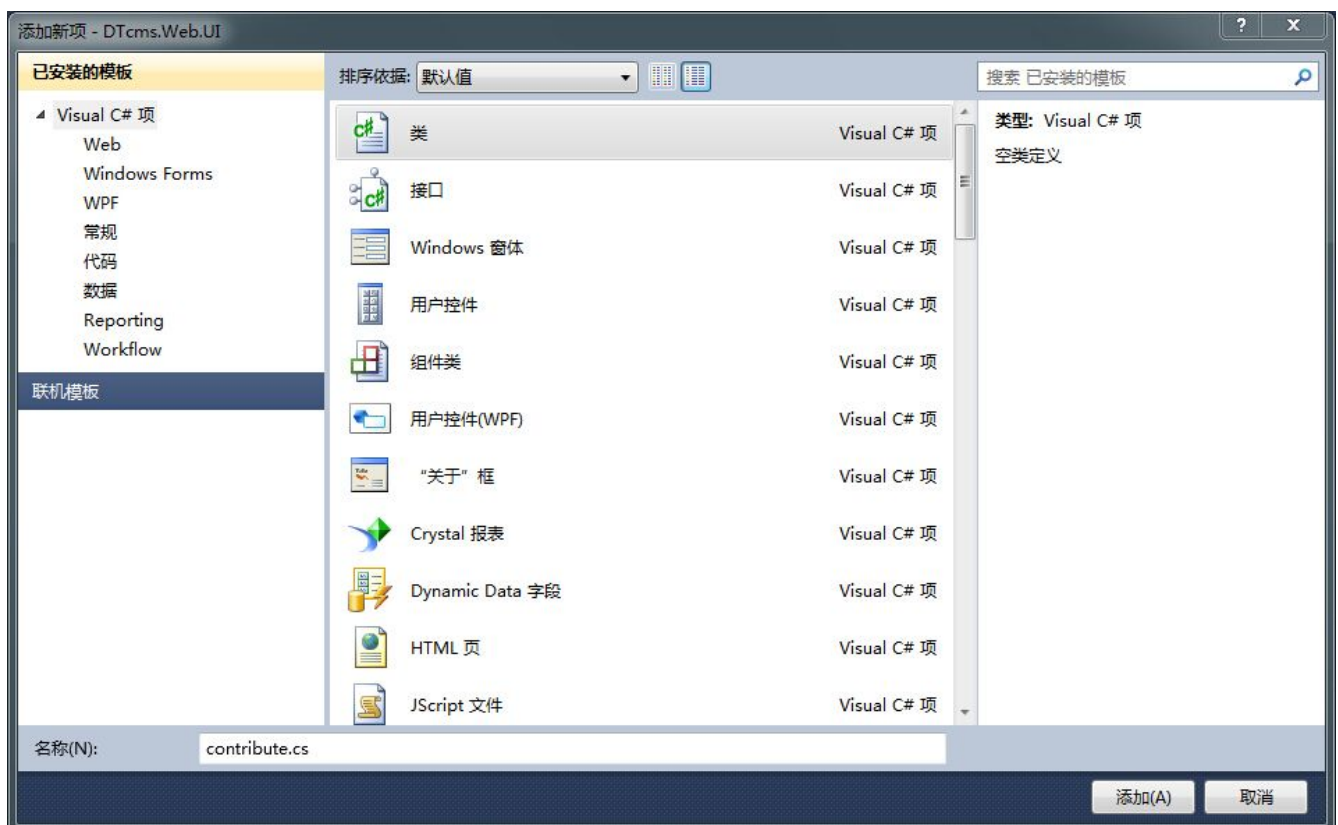 添加新项 - DTcms.Web.UI
已安装的模板
排序依据: 默认值
搜索 已安装的模板
Visual C# 项
Web
Windows Forms
WPF
常规
代码
数据
Reporting
Workflow
联机模板
类 Visual C# 项
接口 Visual C# 项
Windows 窗体 Visual C# 项
用户控件 Visual C# 项
组件类 Visual C# 项
用户控件(WPF) Visual C# 项
“关于”框 Visual C# 项
Crystal 报表 Visual C# 项
Dynamic Data 字段 Visual C# 项
HTML 页 Visual C# 项
JScript 文件 Visual C# 项
类型: Visual C# 项
空类定义
名称(N): contribute.cs
添加(A) 取消